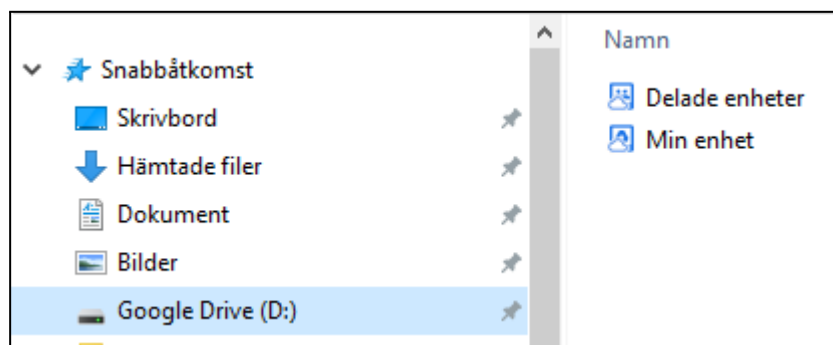 Snabbåtkomst
Skrivbord
Hämtade filer
Dokument
Bilder
Google Drive (D:)
Namn
Delade enheter
Min enhet